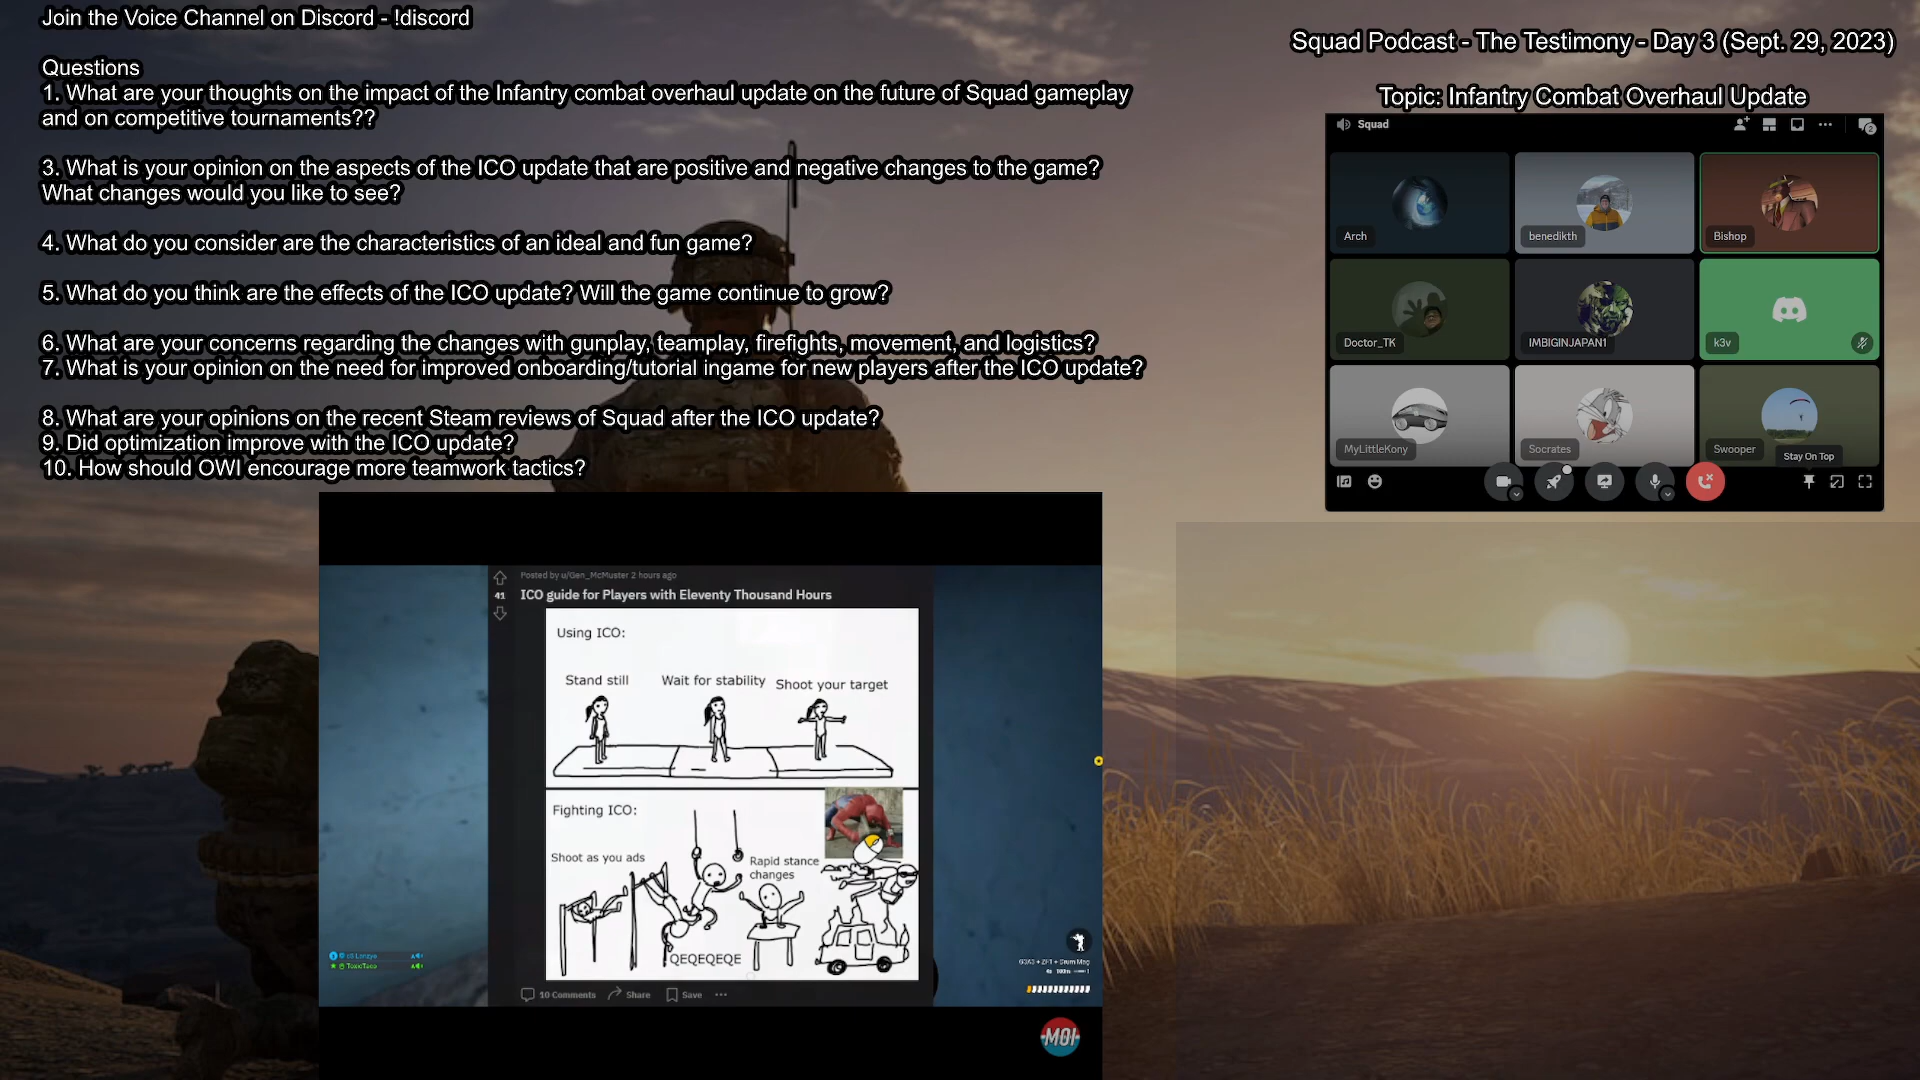 Join the Voice Channel on Discord - !discord
Questions
1. What are your thoughts on the impact of the Infantry combat overhaul update on the future of Squad gameplay
and on competitive tournaments??
3. What is your opinion on the aspects of the ICO update that are positive and negative changes to the game?
What changes would you like to see?
4. What do you consider are the characteristics of an ideal and fun game?
5. What do you think are the effects of the ICO update? Will the game continue to grow?
6. What are your concerns regarding the changes with gunplay, teamplay, firefights, movement, and logistics?
7. What is your opinion on the need for improved onboarding/tutorial ingame for new players after the ICO update?
8. What are your opinions on the recent Steam reviews of Squad after the ICO update?
9. Did optimization improve with the ICO update?
10. How should OWI encourage more teamwork tactics?
Squad Podcast - The Testimony - Day 3 (Sept. 29, 2023)
Topic: Infantry Combat Overhaul Update
Squad
2
Arch
benedikth
Bishop
Doctor_TK
IMBIGINJAPAN1
k3v
MyLittleKony
Socrates
Swooper
Stay On Top
Posted by u/Gen_McMuster 2 hours ago
41
ICO guide for Players with Eleventy Thousand Hours
Using ICO:
Stand still
Wait for stability
Shoot your target
Fighting ICO:
Shoot as you ads
Rapid stance
changes
QEQEQEQE
10 Comments
Share
Save
ToxicTaco
G3A3 + ZF1 + Drum Mag
MOI